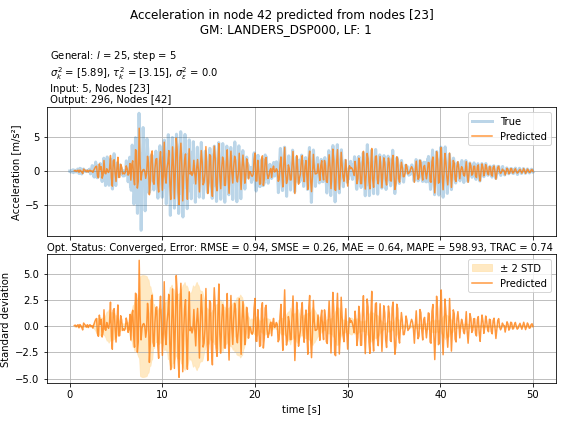 Acceleration in node 42 predicted from nodes [23]
GM: LANDERS_DSP000, LF: 1
General: l = 25, step = 5
σ²ₖ = [5.89], τ²ₖ = [3.15], σ²ε = 0.0
Input: 5, Nodes [23]
Output: 296, Nodes [42]
Acceleration [m/s²]
5
0
−5
True
Predicted
Opt. Status: Converged, Error: RMSE = 0.94, SMSE = 0.26, MAE = 0.64, MAPE = 598.93, TRAC = 0.74
Standard deviation
5.0
2.5
0.0
−2.5
−5.0
± 2 STD
Predicted
0 10 20 30 40 50
time [s]